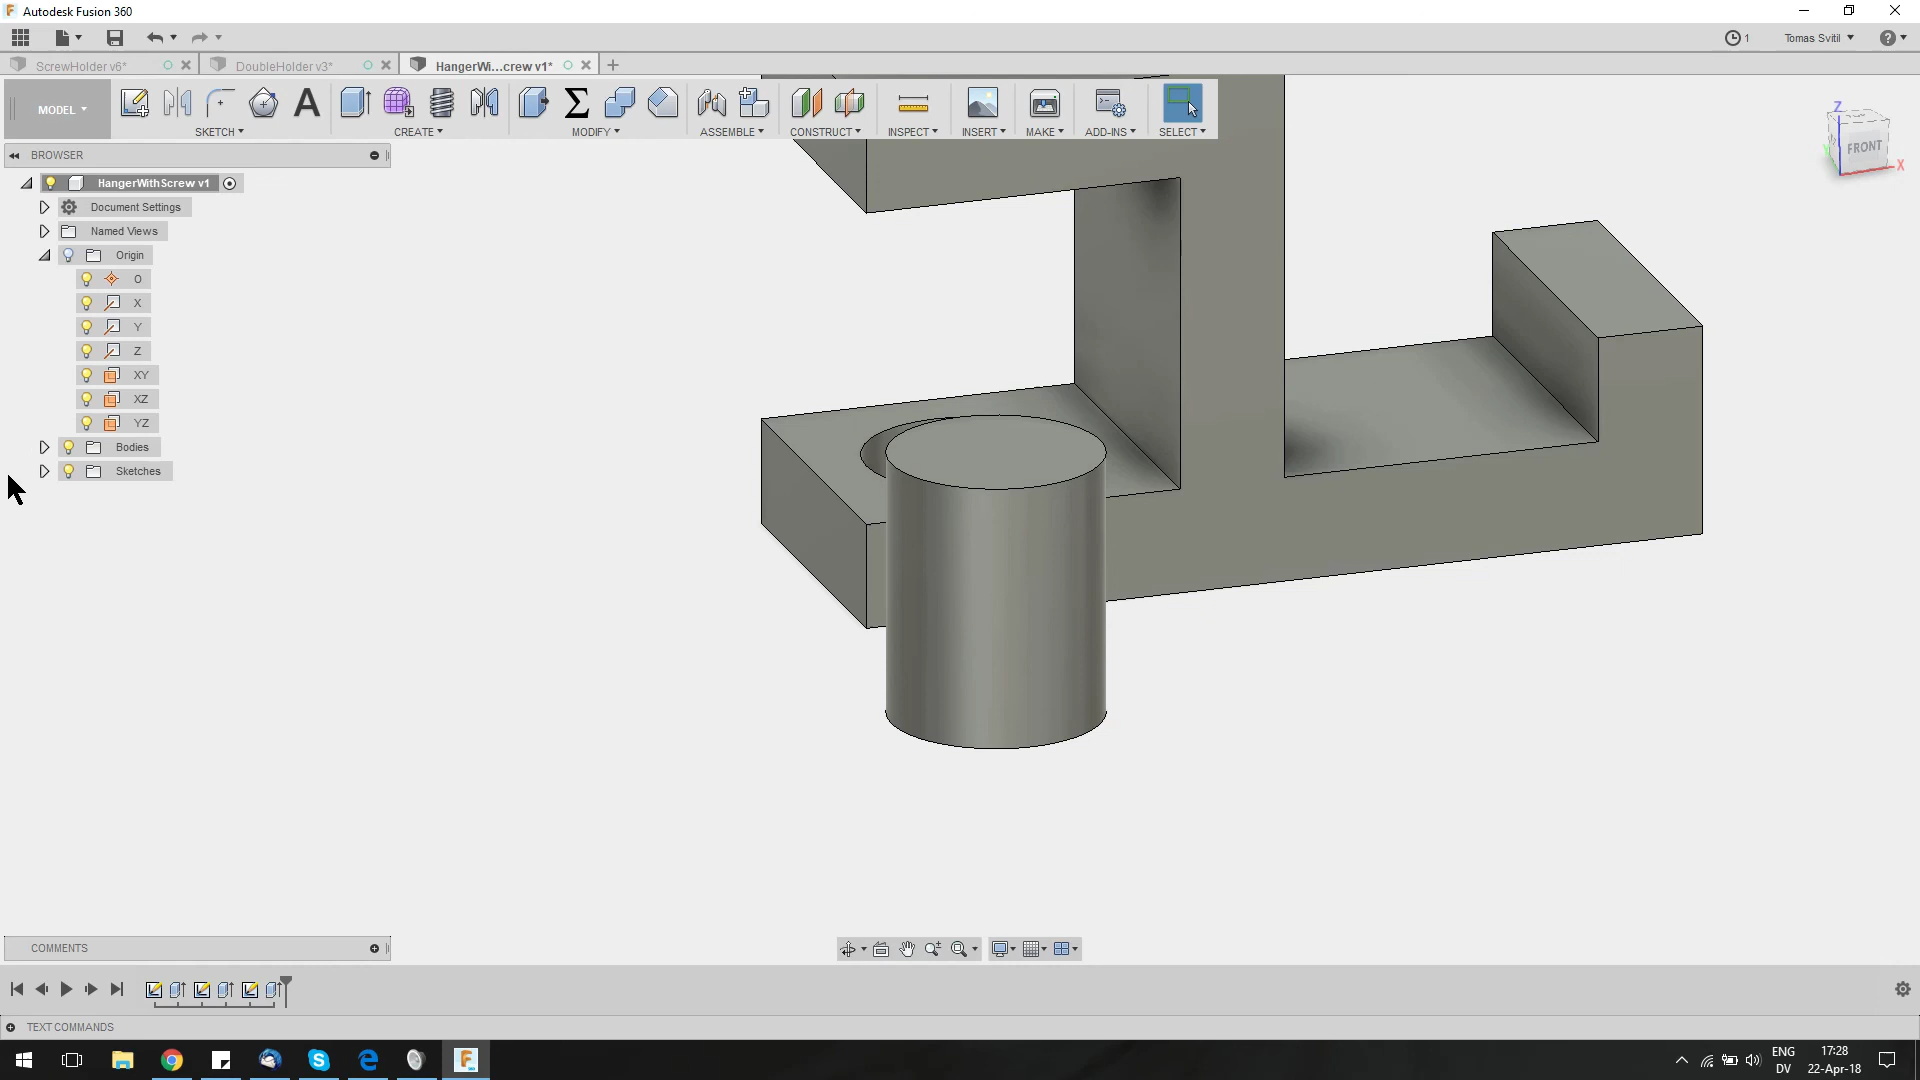 Autodesk Fusion 360
1
Tomas Svitil
ScrewHolder v6*
DoubleHolder v3*
HangerWi...crew v1*
MODEL
SKETCH
CREATE
MODIFY
ASSEMBLE
CONSTRUCT
INSPECT
INSERT
MAKE
ADD-INS
SELECT
Z
FRONT
X
Y
BROWSER
HangerWithScrew v1
Document Settings
Named Views
Origin
O
X
Y
Z
XY
XZ
YZ
Bodies
Sketches
COMMENTS
TEXT COMMANDS
ENG
DV
17:28
22-Apr-18